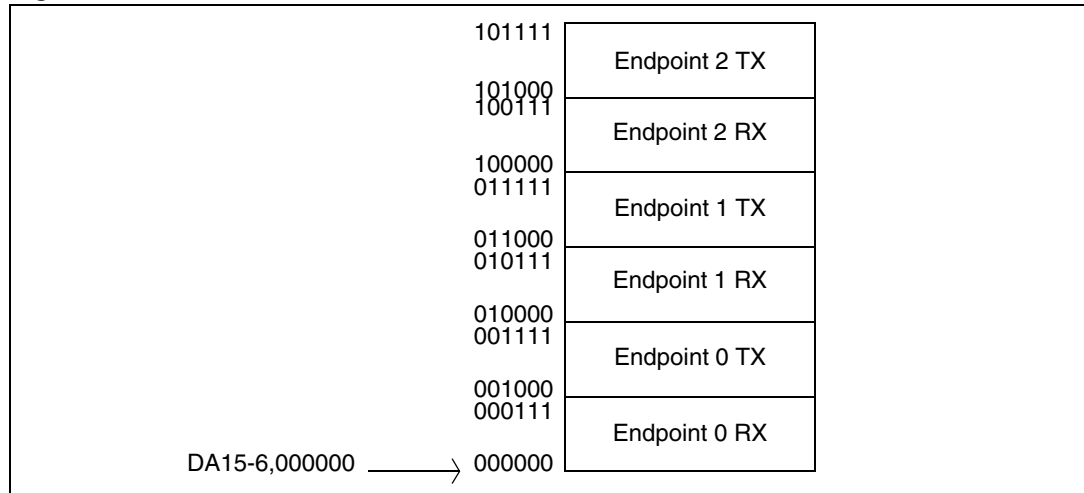 101111
Endpoint 2 TX
101000
100111
Endpoint 2 RX
100000
011111
Endpoint 1 TX
011000
010111
Endpoint 1 RX
010000
001111
Endpoint 0 TX
001000
000111
Endpoint 0 RX
DA15-6,000000 000000